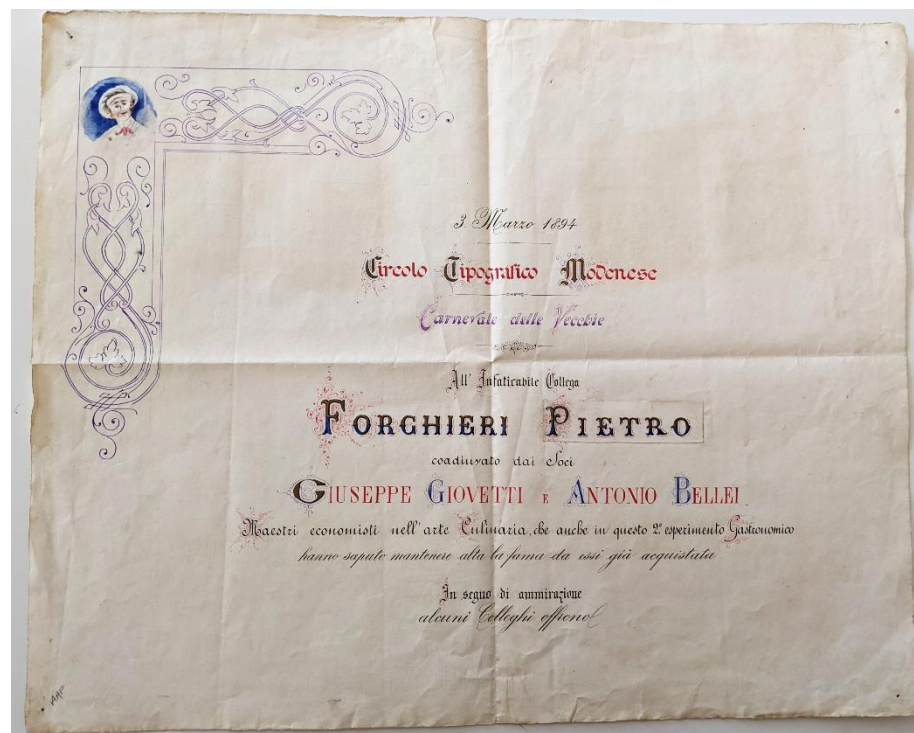 3. Marzo 1894
Circolo Tipografico Modenese
Carnevale delle Vecchie
All' Infaticabile Collega
FORGHIERI PIETRO
coadiuvato dai Soci
GIUSEPPE GIOVETTI E ANTONIO BELLEI
Maestri economisti nell'arte Culinaria, che anche in questo 2º esperimento Gastronomico
hanno saputo mantenere alta la fama da essi già acquistata
In segno di ammirazione
alcuni Colleghi offrono